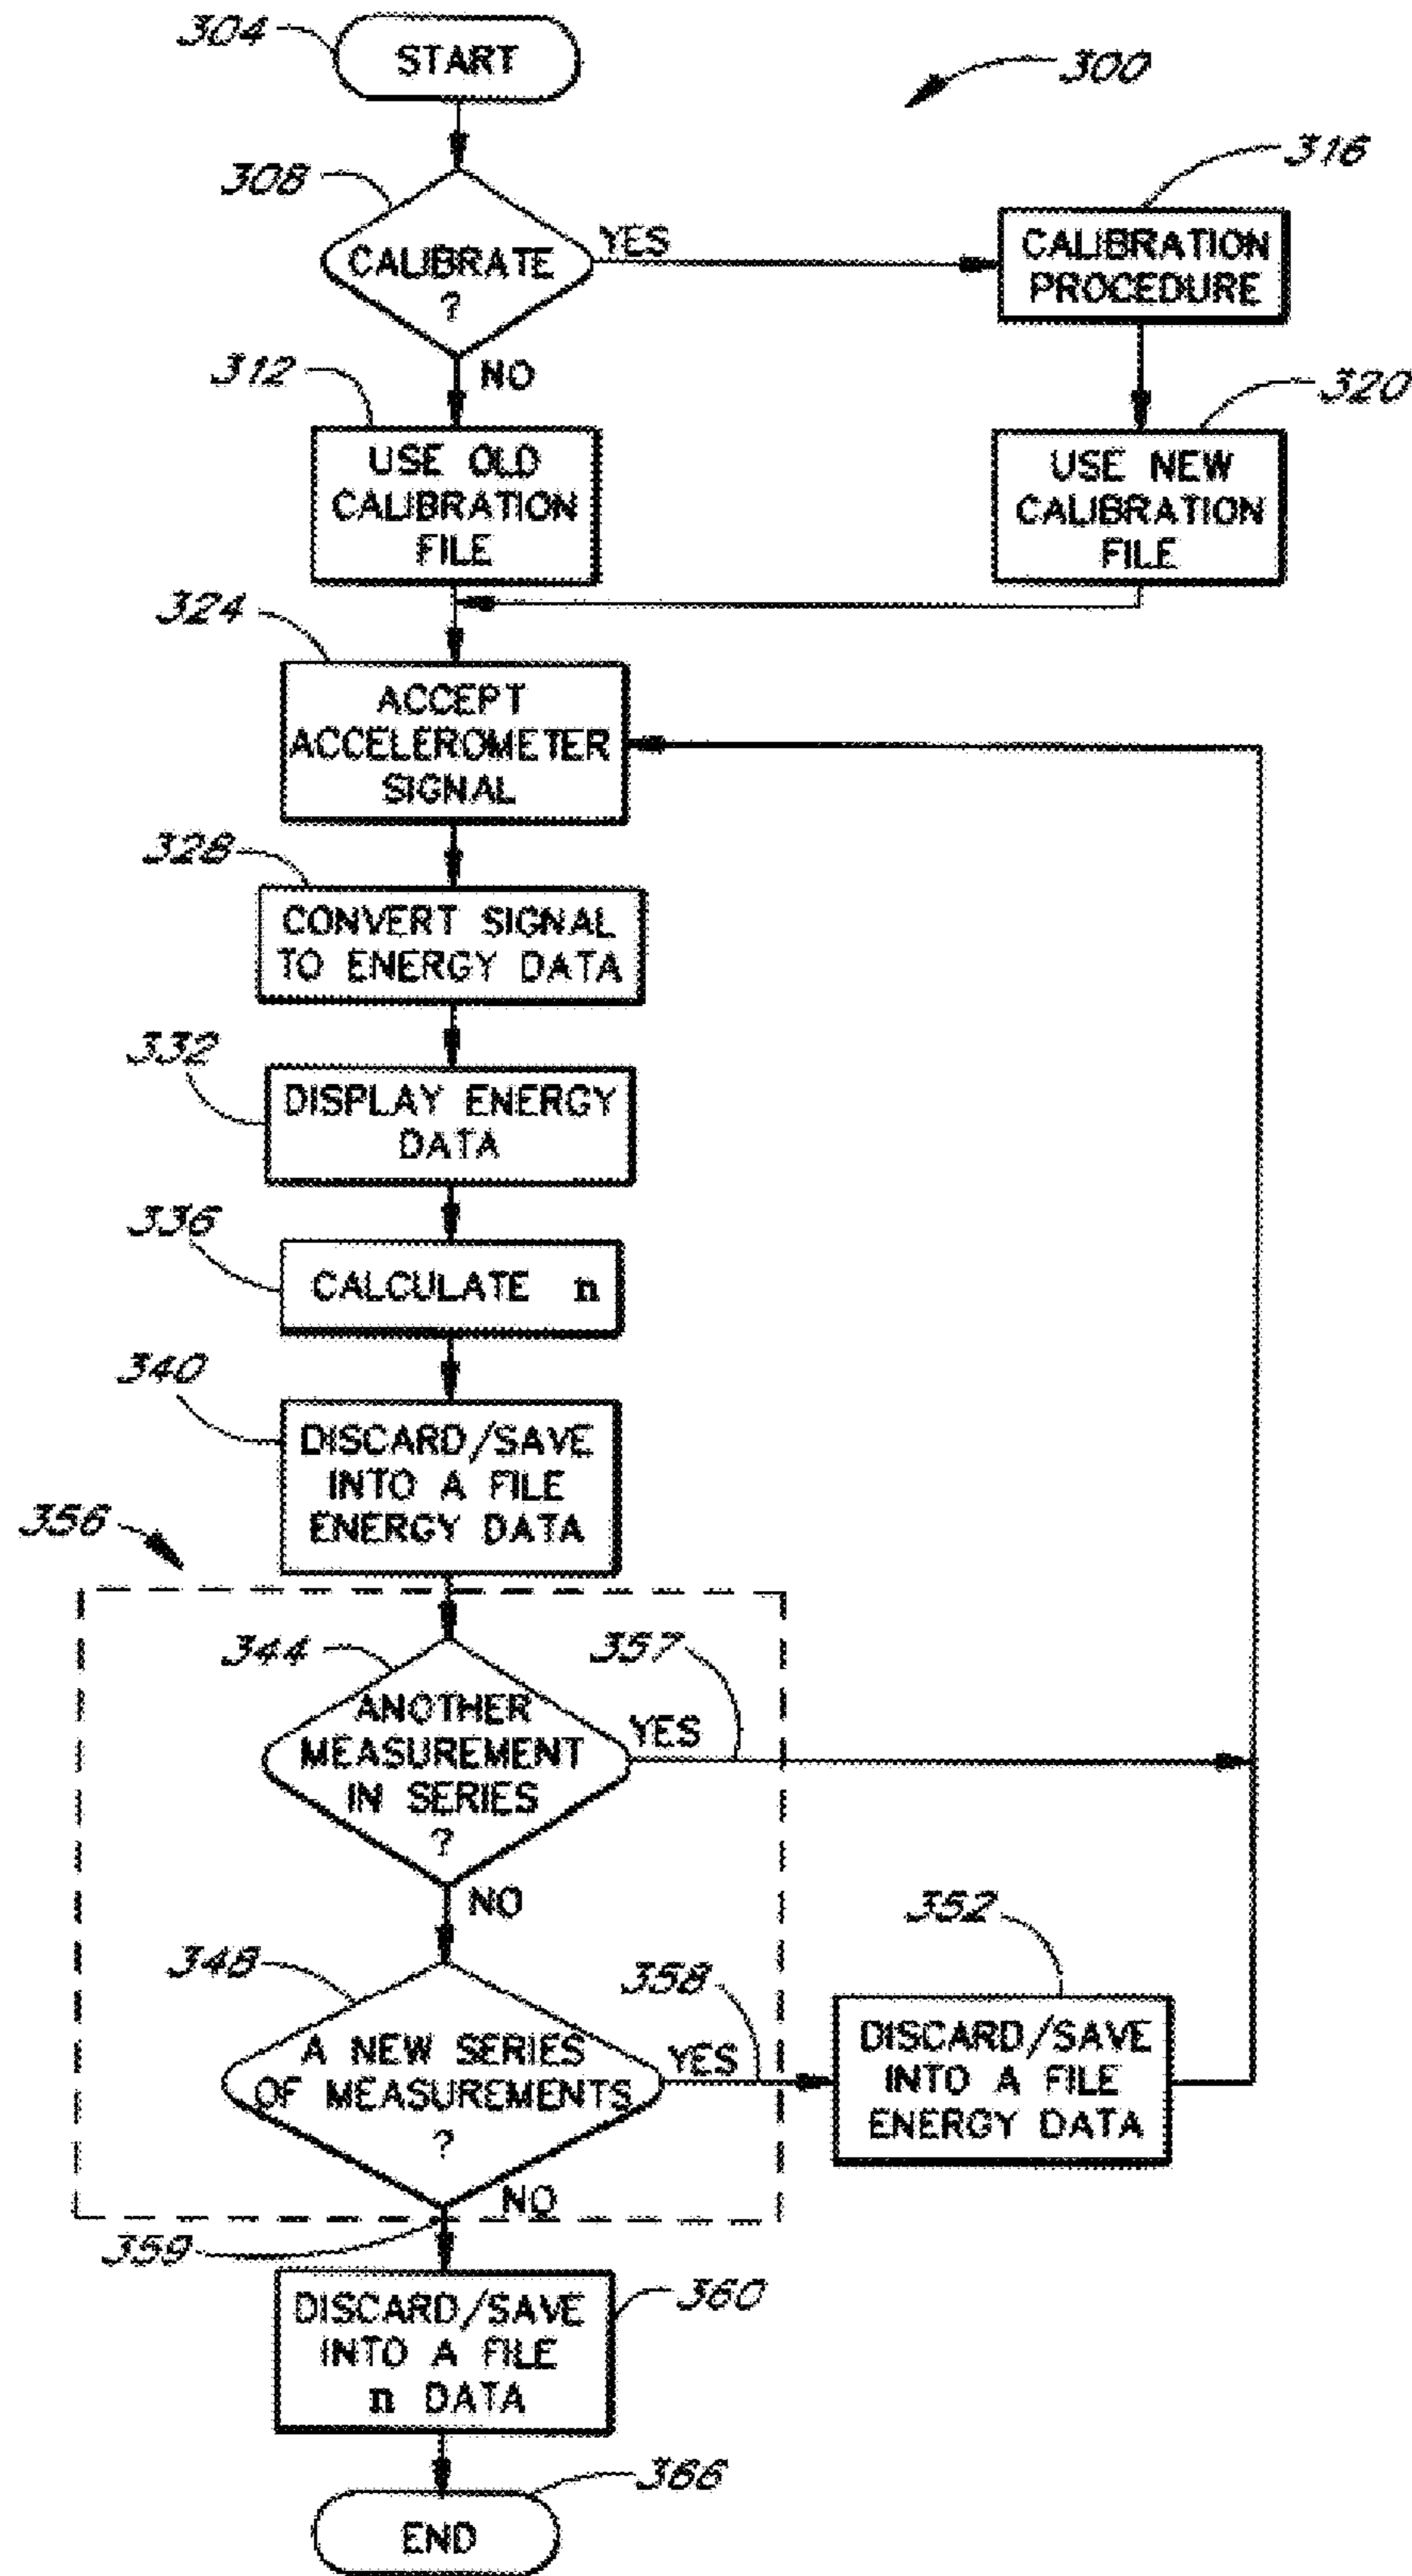 304
START
300
308
CALIBRATE
?
YES
316
CALIBRATION
PROCEDURE
NO
312
USE OLD
CALIBRATION
FILE
320
USE NEW
CALIBRATION
FILE
324
ACCEPT
ACCELEROMETER
SIGNAL
328
CONVERT SIGNAL
TO ENERGY DATA
332
DISPLAY ENERGY
DATA
336
CALCULATE n
340
DISCARD/SAVE
INTO A FILE
ENERGY DATA
356
344
ANOTHER
MEASUREMENT
IN SERIES
?
YES
357
NO
348
A NEW SERIES
OF MEASUREMENTS
?
YES
358
352
DISCARD/SAVE
INTO A FILE
ENERGY DATA
NO
359
DISCARD/SAVE
INTO A FILE
n DATA
360
366
END